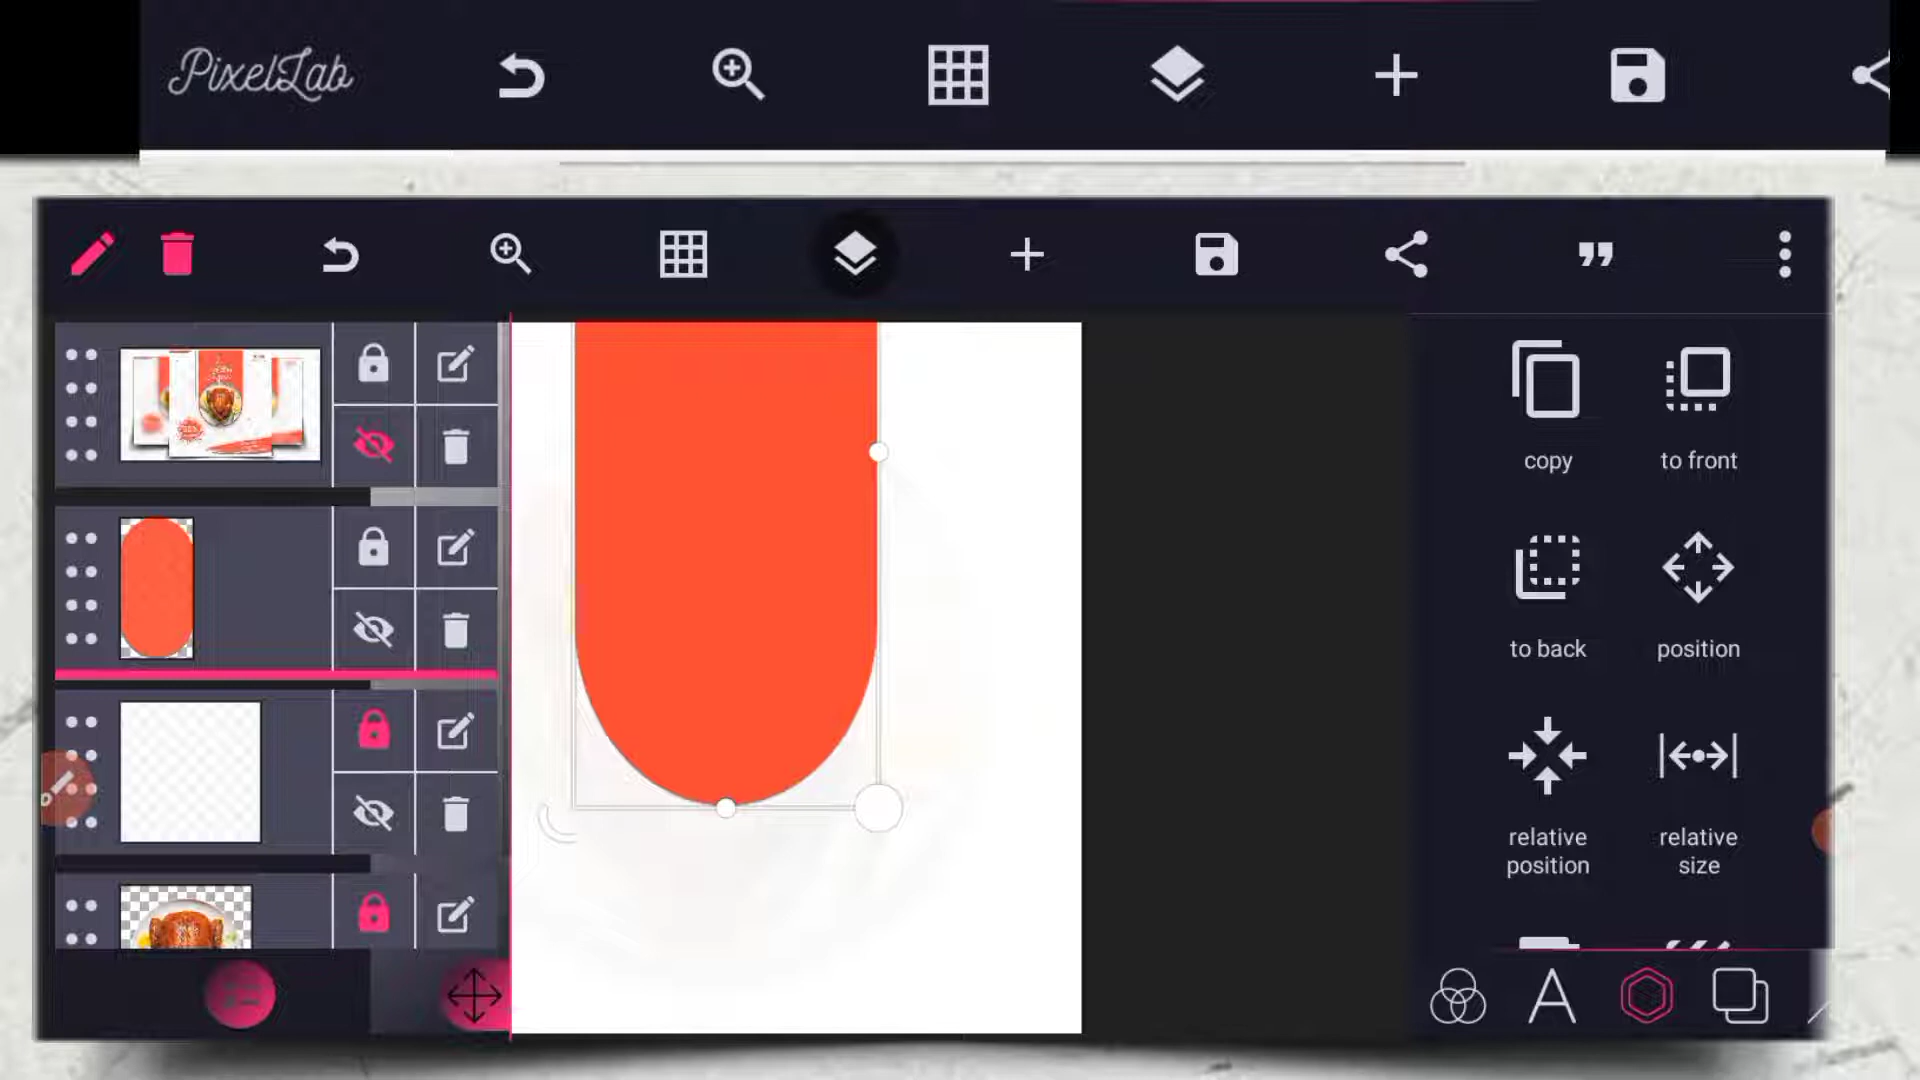 PixelLab
copy
to front
to back
position
relative
position
relative
size